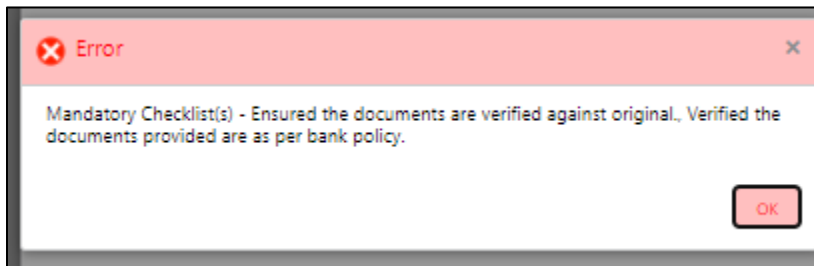 Error
Mandatory Checklist(s) - Ensured the documents are verified against original., Verified the
documents provided are as per bank policy.
OK